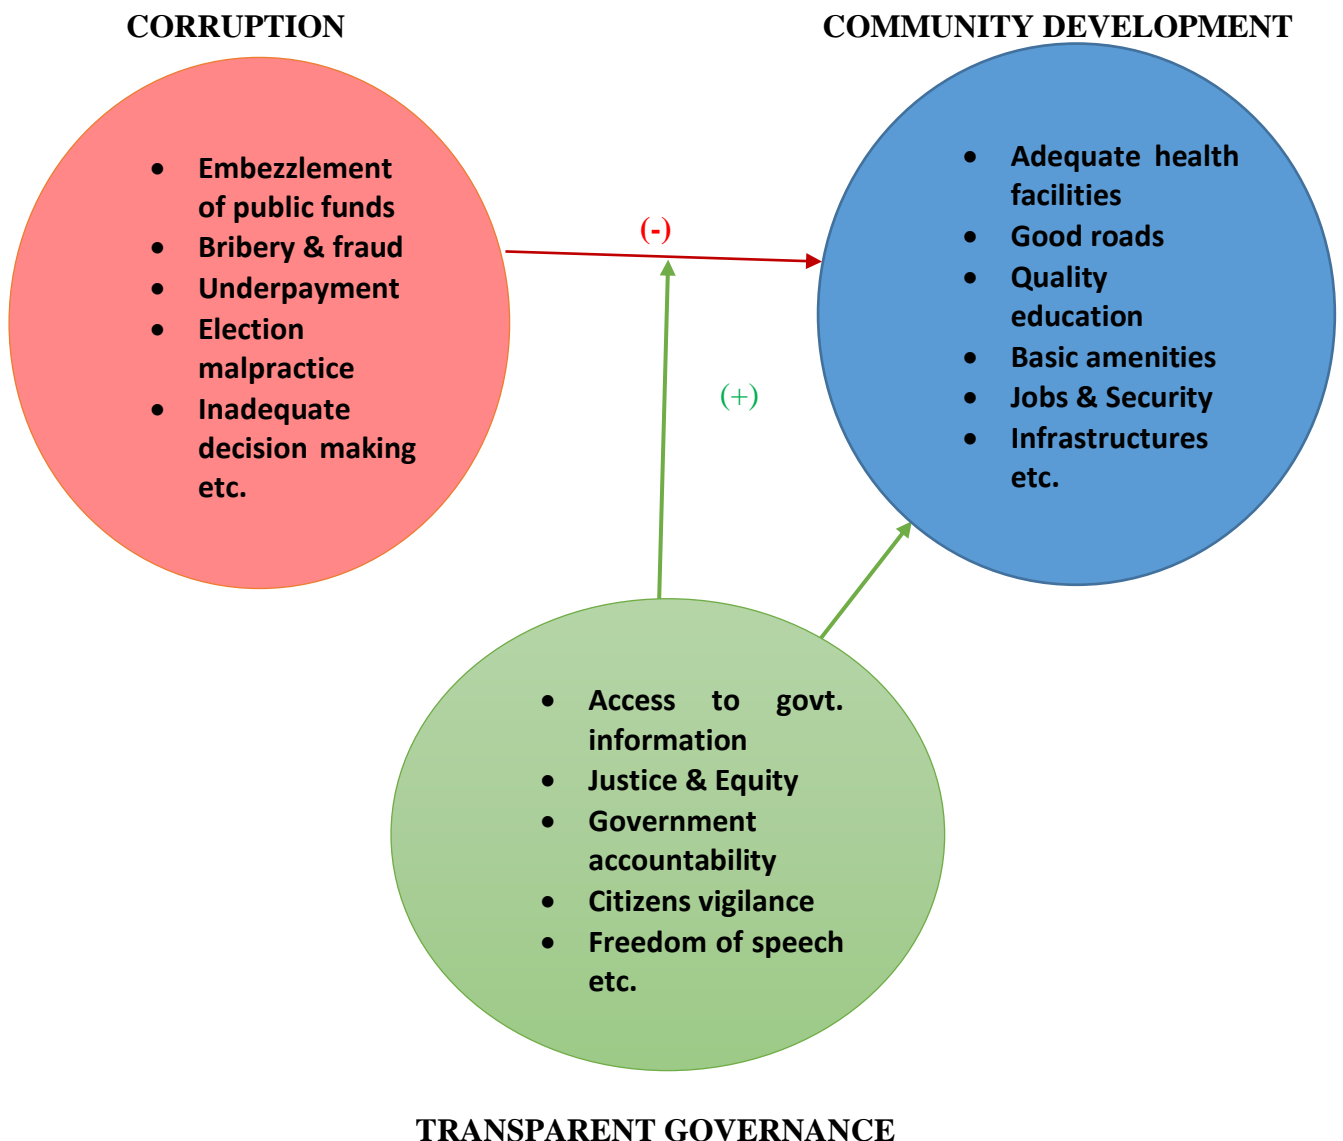 CORRUPTION
COMMUNITY DEVELOPMENT
• Embezzlement
of public funds
• Bribery & fraud
• Underpayment
• Election
malpractice
• Inadequate
decision making
etc.
(-)
(+)
• Adequate health
facilities
• Good roads
• Quality
education
• Basic amenities
• Jobs & Security
• Infrastructures
etc.
• Access to govt.
information
• Justice & Equity
• Government
accountability
• Citizens vigilance
• Freedom of speech
etc.
TRANSPARENT GOVERNANCE